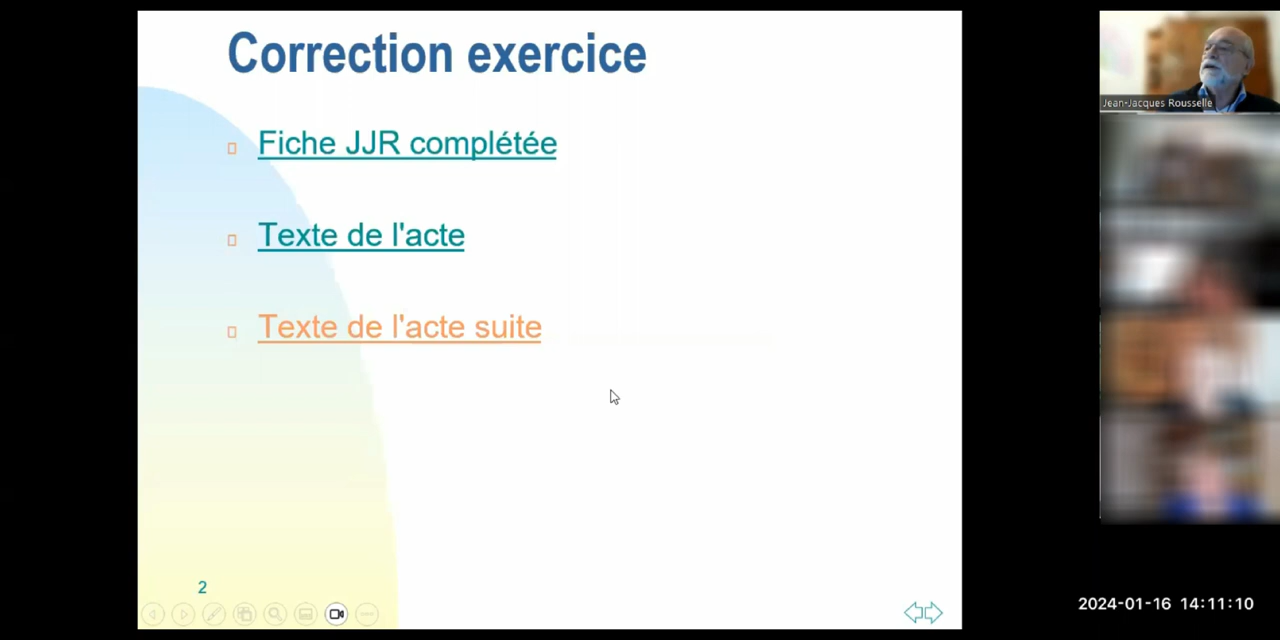 Correction exercice
Fiche JJR complétée
Texte de l'acte
Texte de l'acte suite
2
Jean-Jacques Rousselle
2024-01-16 14:11:10